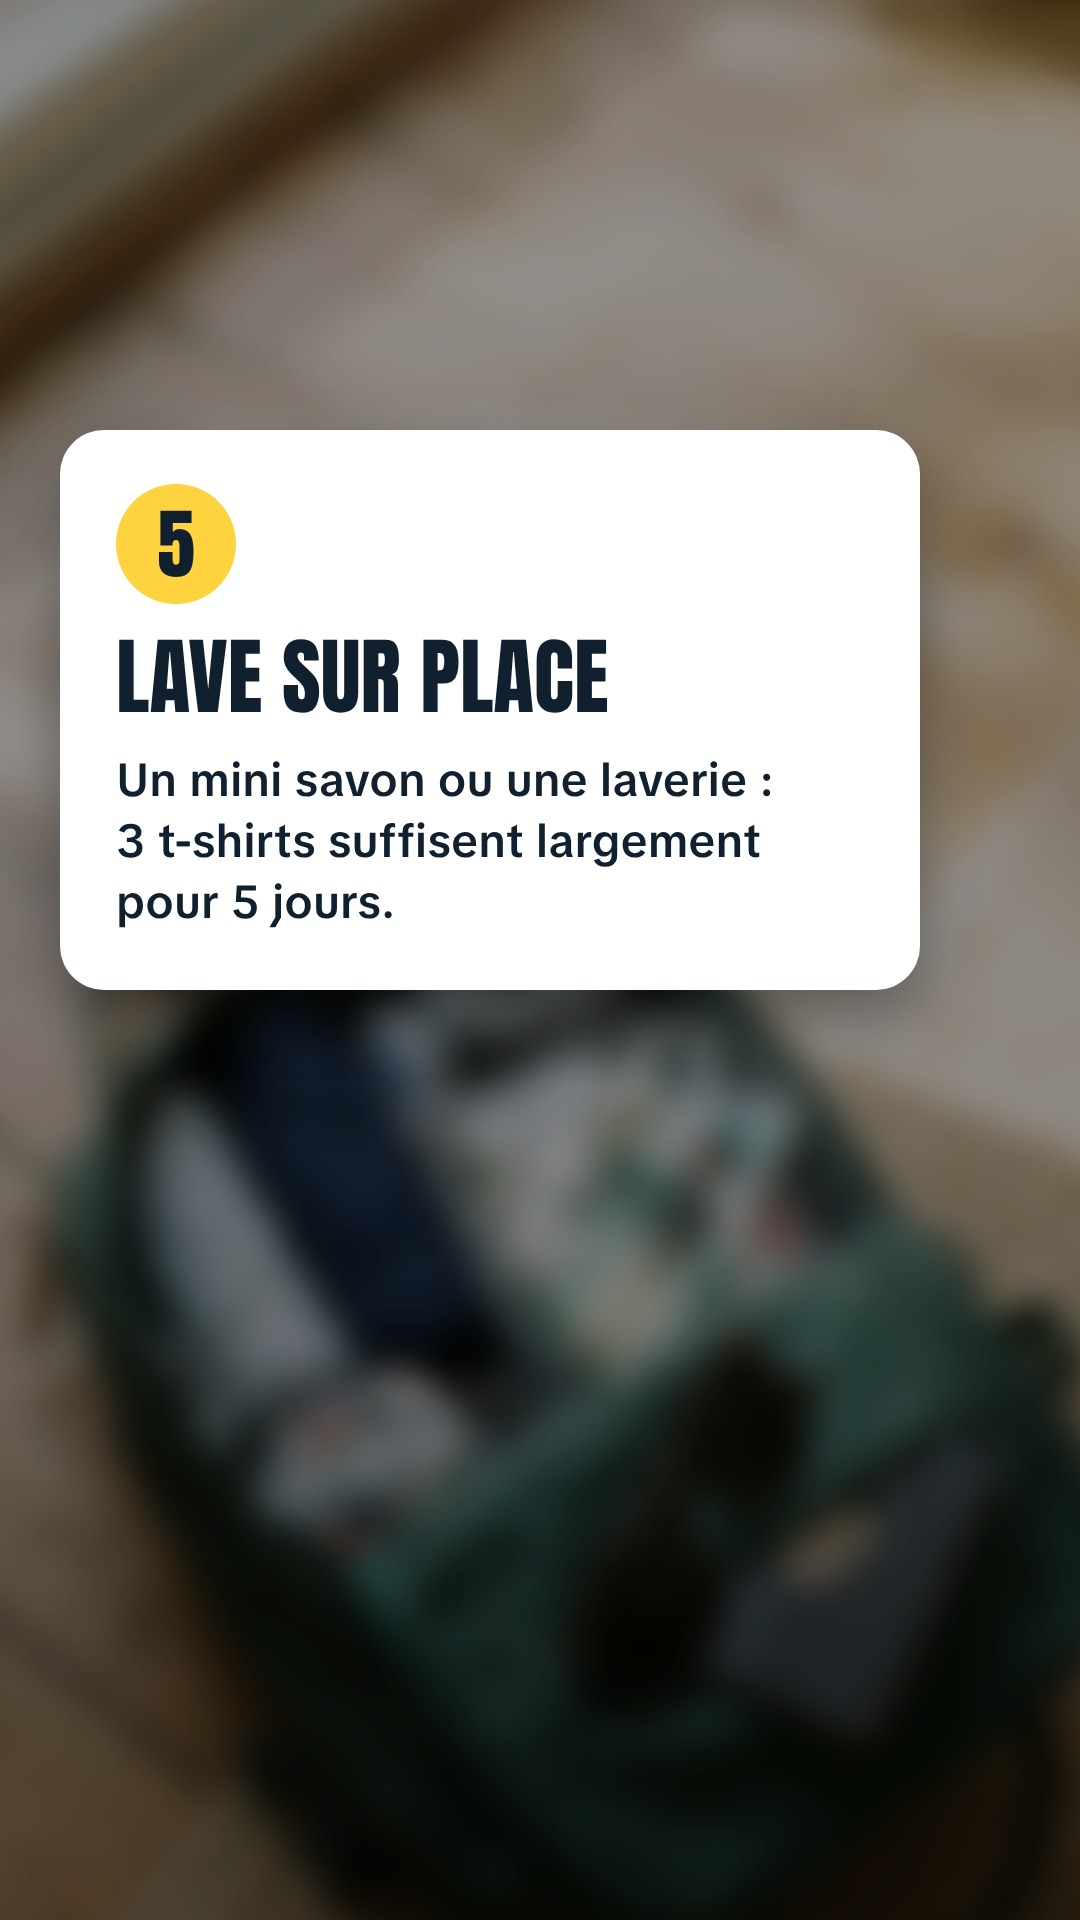 5
LAVE SUR PLACE
Un mini savon ou une laverie :
3 t-shirts suffisent largement
pour 5 jours.